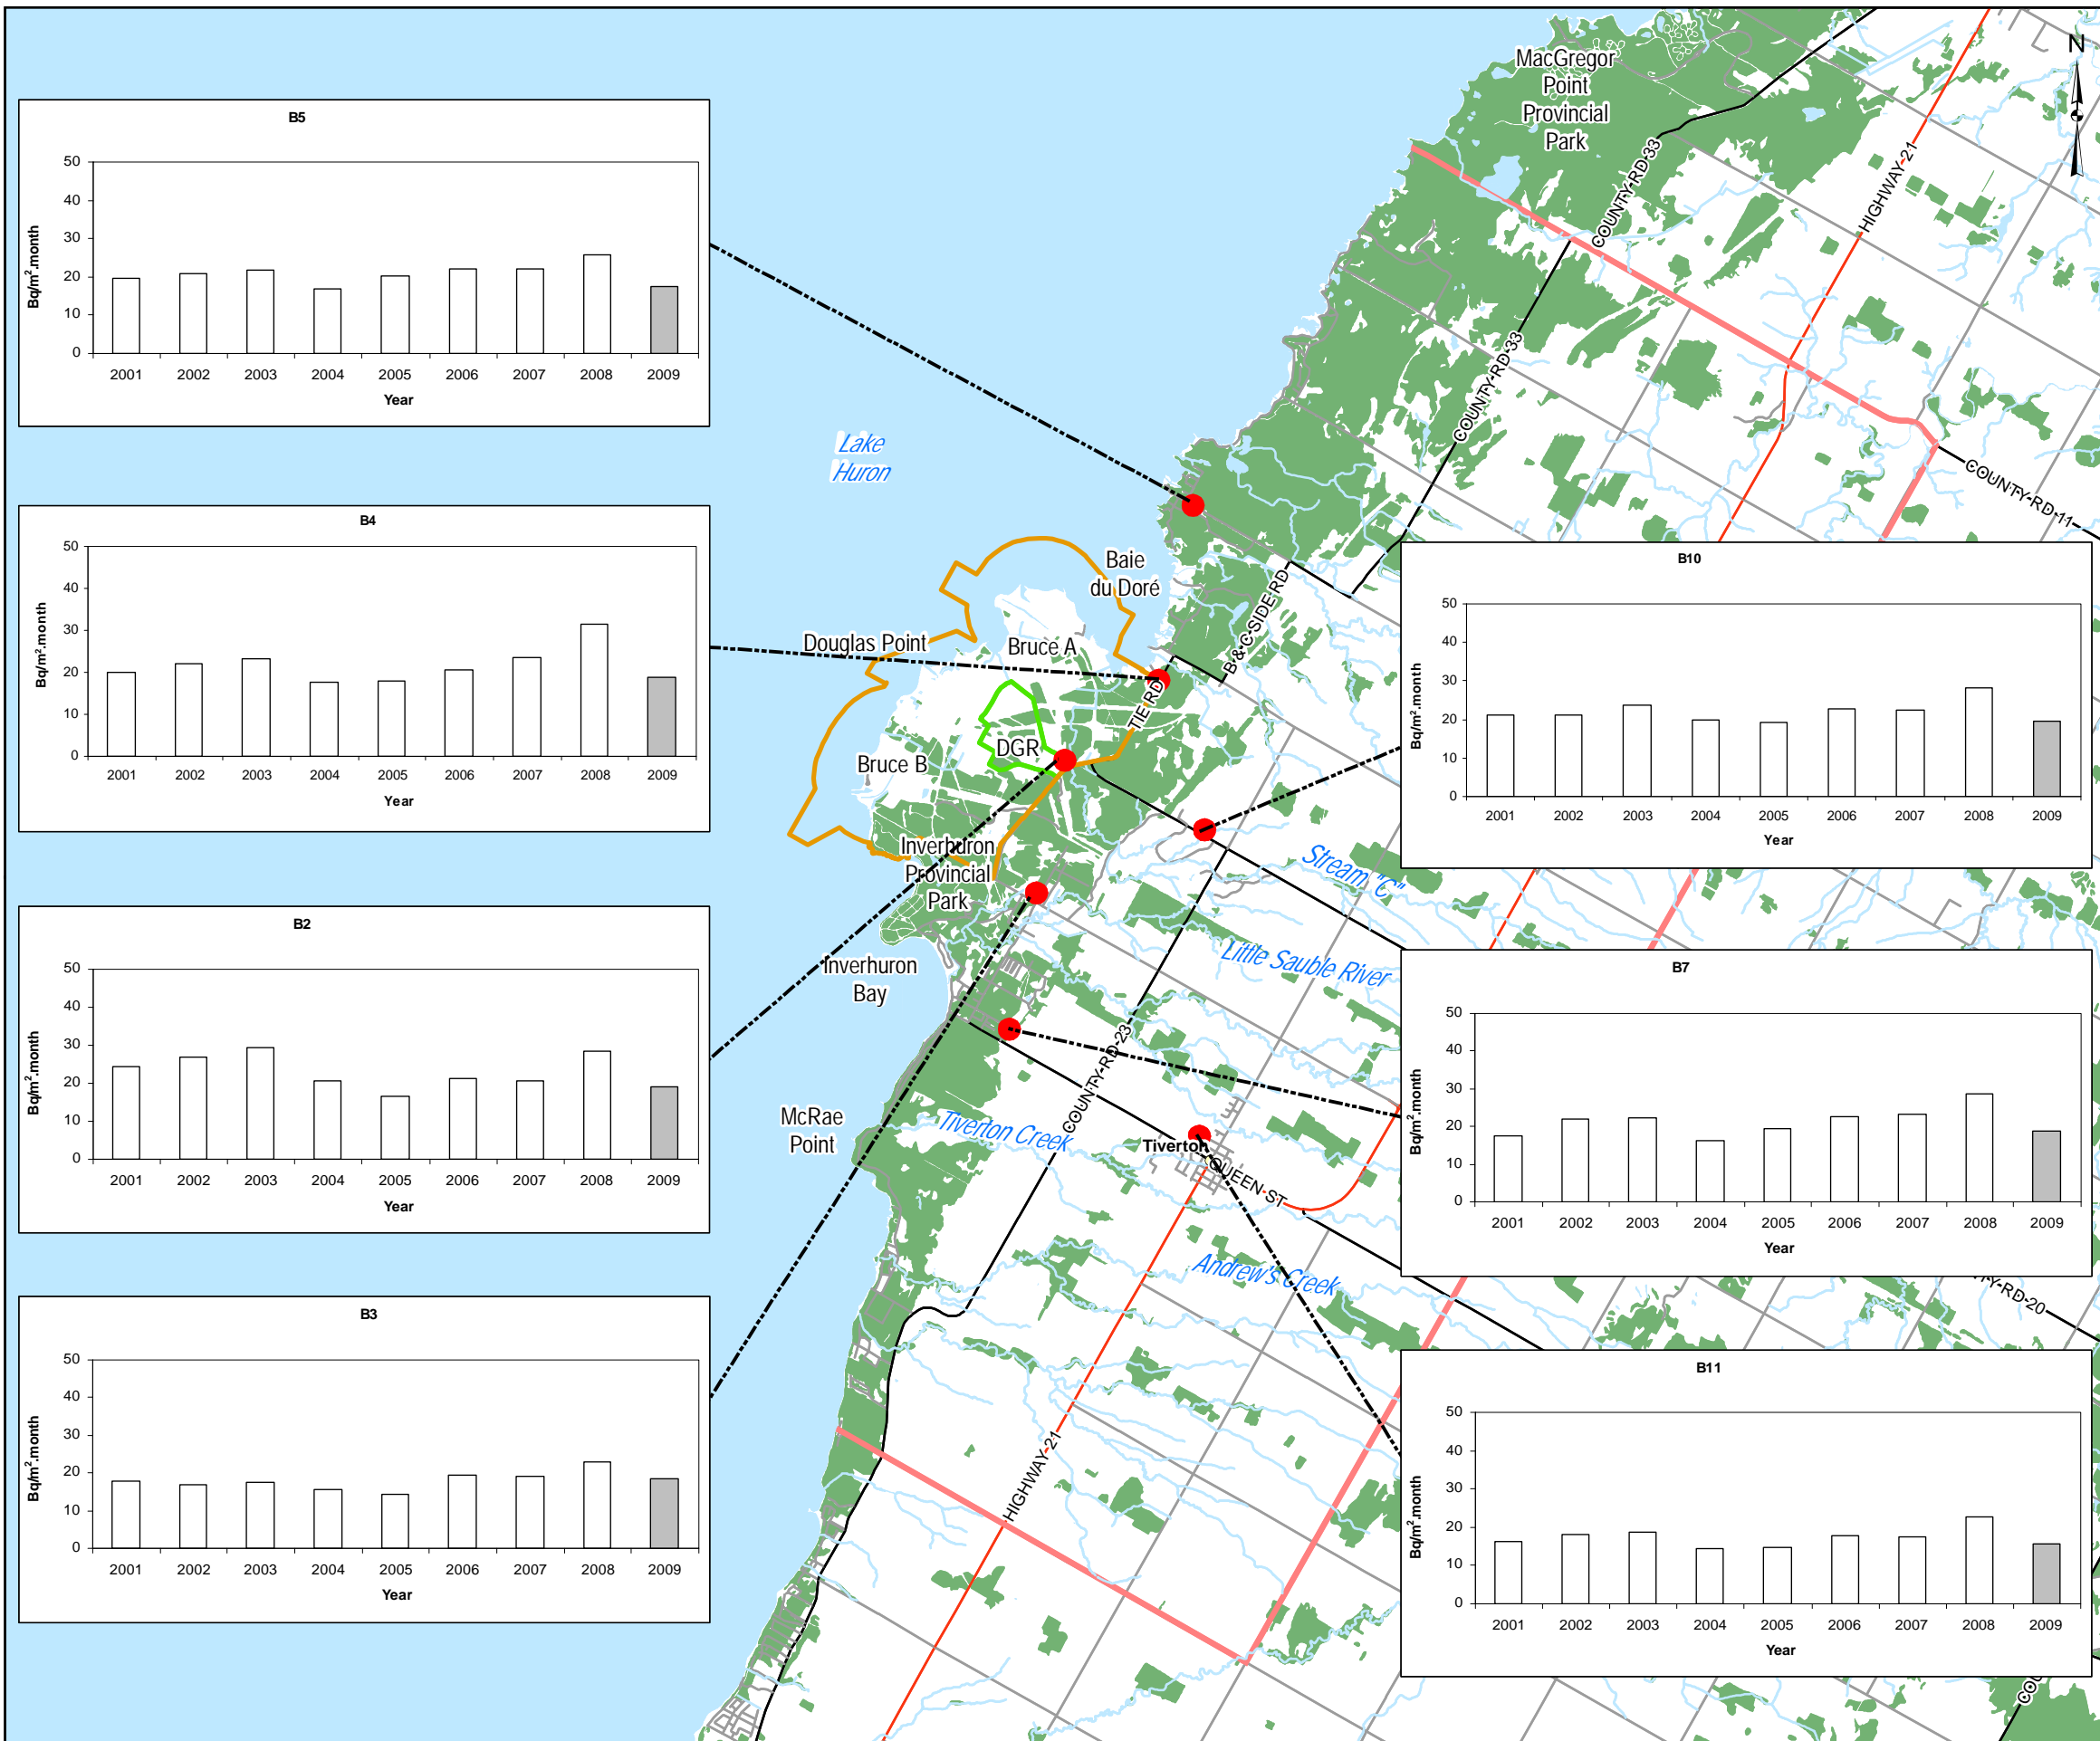 MacGregor
Point
Provincial
Park
N
COUNTY-RD-33
HIGHWAY-21
COUNTY-RD-33
COUNTY-RD-11
B & C-SIDE RD
Lake
Huron
Baie
du Doré
Douglas Point
Bruce A
TIE RD
DGR
Bruce B
Inverhuron
Provincial
Park
Stream "C"
Little Sauble River
Inverhuron
Bay
COUNTY-RD-23
McRae
Point
Tiverton Creek
Tiverton
QUEEN ST
Andrew's Creek
HIGHWAY-21
Y-RD-20
COU
B5
50
40
30
20
10
0
Bq/m².month
2001 2002 2003 2004 2005 2006 2007 2008 2009
Year
B4
50
40
30
20
10
0
Bq/m².month
2001 2002 2003 2004 2005 2006 2007 2008 2009
Year
B2
50
40
30
20
10
0
Bq/m².month
2001 2002 2003 2004 2005 2006 2007 2008 2009
Year
B3
50
40
30
20
10
0
Bq/m².month
2001 2002 2003 2004 2005 2006 2007 2008 2009
Year
B10
50
40
30
20
10
0
Bq/m².month
2001 2002 2003 2004 2005 2006 2007 2008 2009
Year
B7
50
40
30
20
10
0
Bq/m².month
2001 2002 2003 2004 2005 2006 2007 2008 2009
Year
B11
50
40
30
20
10
0
Bq/m².month
2001 2002 2003 2004 2005 2006 2007 2008 2009
Year